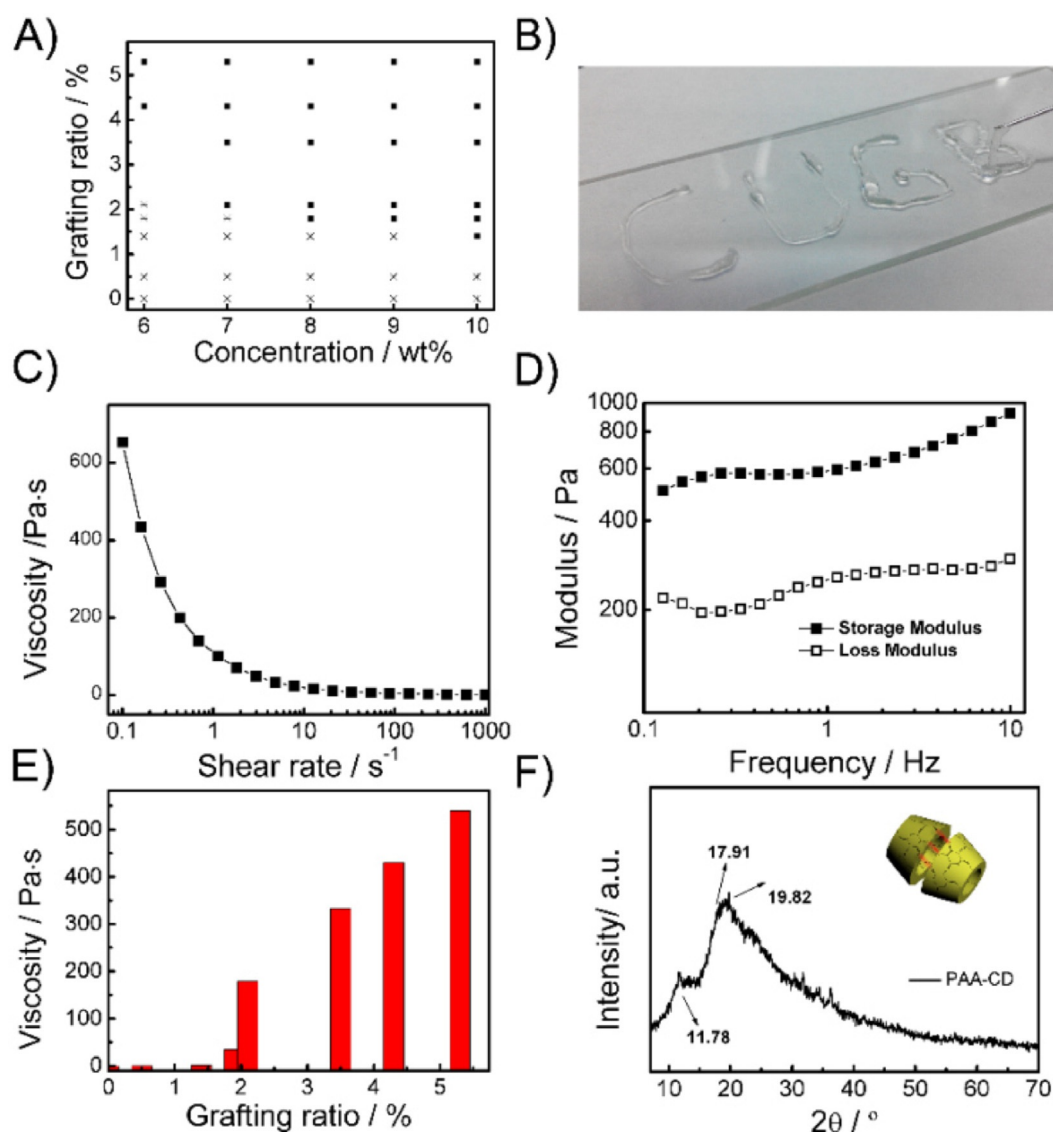 A)
Grafting ratio / %
5
4
3
2
1
0
6 7 8 9 10
Concentration / wt%
B)
CUGB
C)
Viscosity /Pa·s
600
400
200
0
0.1 1 10 100 1000
Shear rate / s⁻¹
D)
Modulus / Pa
1000
800
600
400
200
Storage Modulus
Loss Modulus
0.1 1 10
Frequency / Hz
E)
Viscosity / Pa·s
500
400
300
200
100
0
0 1 2 3 4 5
Grafting ratio / %
F)
Intensity/ a.u.
17.91
19.82
11.78
PAA-CD
10 20 30 40 50 60 70
2θ / °